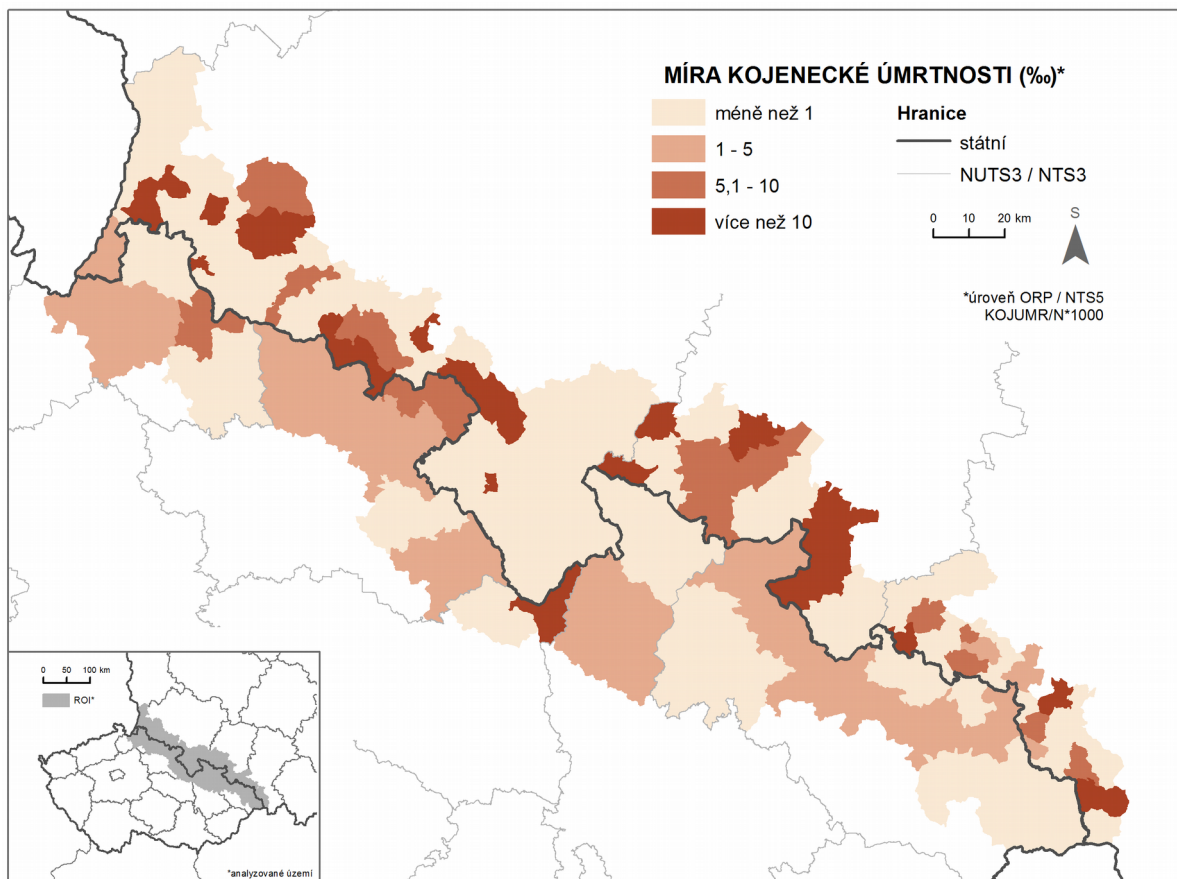 MÍRA KOJENECKÉ ÚMRTNOSTI (‰)*
méně než 1
1 - 5
5,1 - 10
více než 10
Hranice
státní
NUTS3 / NTS3
0 10 20 km
S
*úroveň ORP / NTS5
KOJUMR/N*1000
0 50 100 km
ROI*
*analyzované území